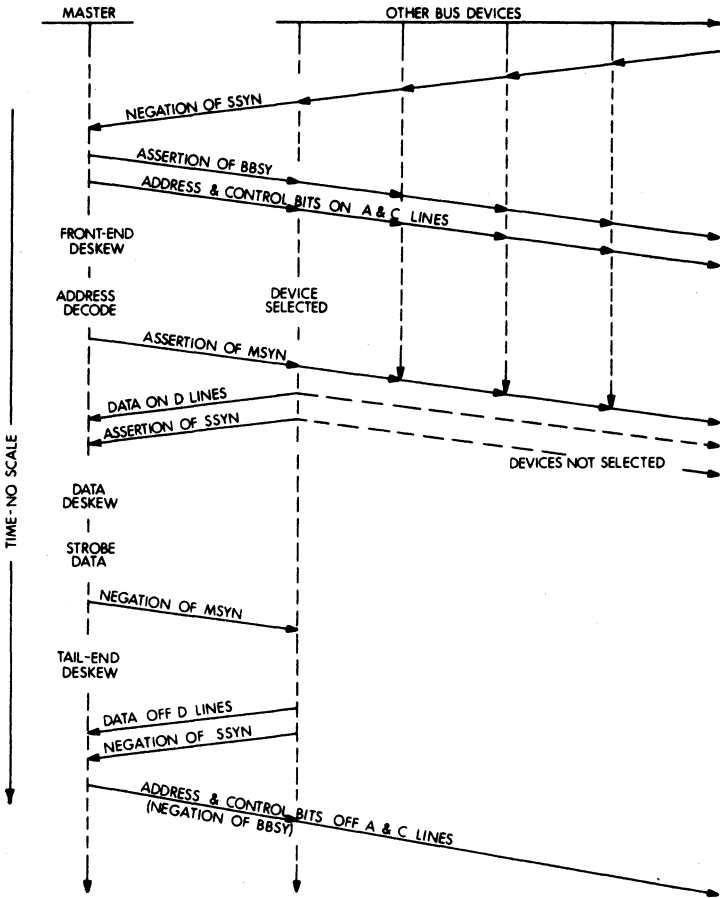 MASTER
OTHER BUS DEVICES
NEGATION OF SSYN
ASSERTION OF BBSY
ADDRESS & CONTROL BITS ON A & C LINES
FRONT-END
DESKEW
ADDRESS
DECODE
DEVICE
SELECTED
ASSERTION OF MSYN
DATA ON D LINES
ASSERTION OF SSYN
DEVICES NOT SELECTED
DATA
DESKEW
STROBE
DATA
NEGATION OF MSYN
TAIL-END
DESKEW
DATA OFF D LINES
NEGATION OF SSYN
ADDRESS & CONTROL BITS OFF A & C LINES
(NEGATION OF BBSY)
TIME-NO SCALE